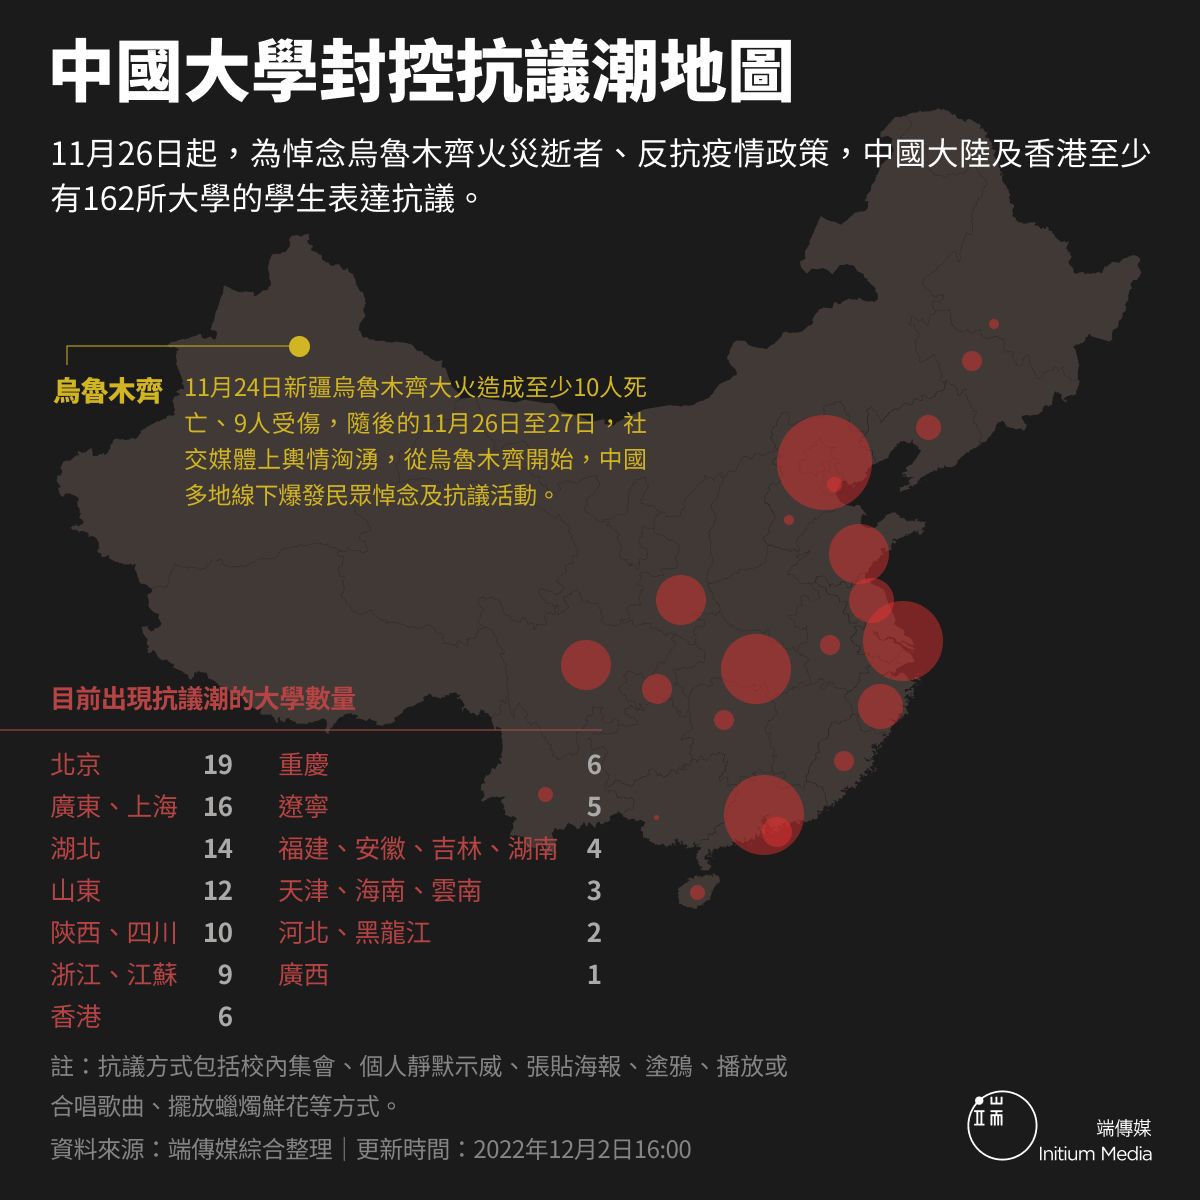 中國大學封控抗議潮地圖
11月26日起，為悼念烏魯木齊火災逝者、反抗疫情政策，中國大陸及香港至少
有162所大學的學生表達抗議。
烏魯木齊
11月24日新疆烏魯木齊大火造成至少10人死
亡、9人受傷，隨後的11月26日至27日，社
交媒體上輿情洶湧，從烏魯木齊開始，中國
多地線下爆發民眾悼念及抗議活動。
目前出現抗議潮的大學數量
北京 19 重慶 6
廣東、上海 16 遼寧 5
湖北 14 福建、安徽、吉林、湖南 4
山東 12 天津、海南、雲南 3
陝西、四川 10 河北、黑龍江 2
浙江、江蘇 9 廣西 1
香港 6
註：抗議方式包括校內集會、個人靜默示威、張貼海報、塗鴉、播放或
合唱歌曲、擺放蠟燭鮮花等方式。
資料來源：端傳媒綜合整理｜更新時間：2022年12月2日16:00
端
端傳媒
Initium Media